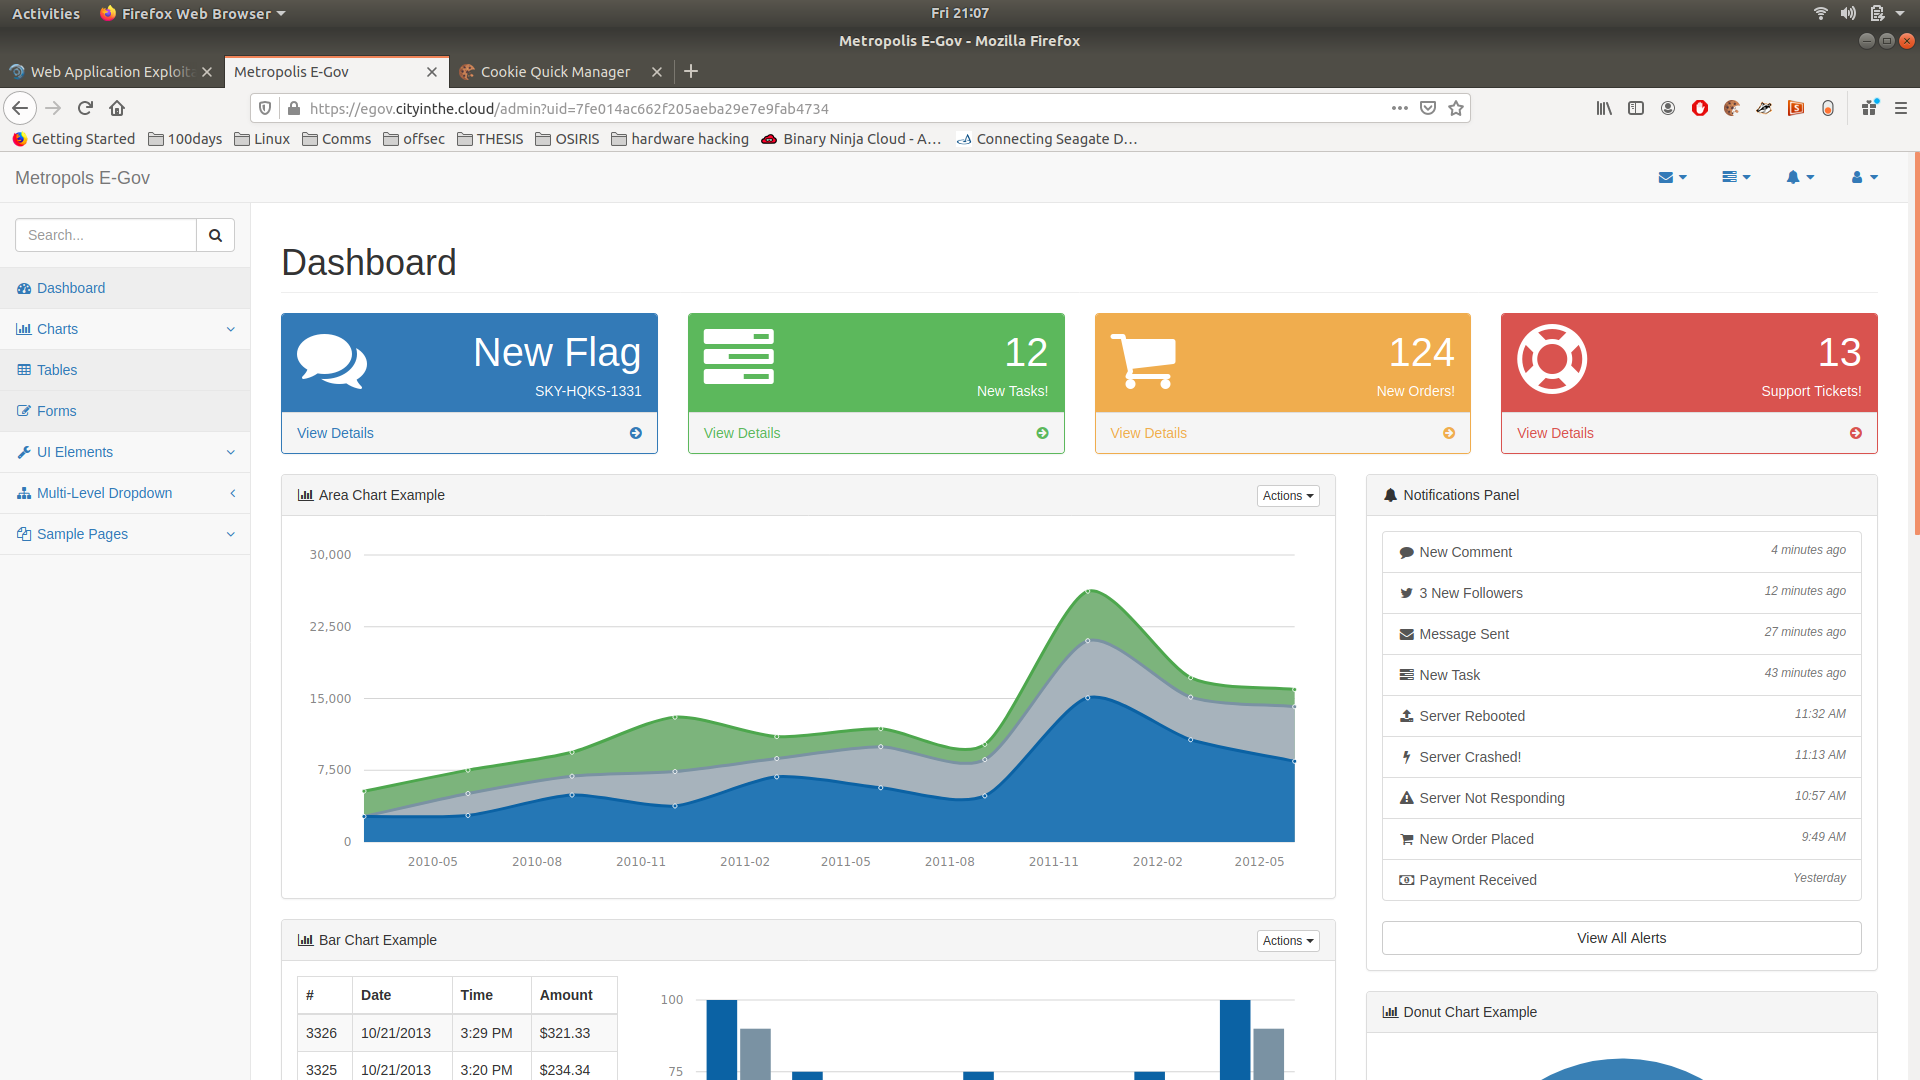 Activities Firefox Web Browser Fri 21:07
Metropolis E-Gov - Mozilla Firefox
Web Application Exploit Metropolis E-Gov Cookie Quick Manager
https://egov.cityinthe.cloud/admin?uid=7fe014ac662f205aeba29e7e9fab4734
Getting Started 100days Linux Comms offsec THESIS OSIRIS hardware hacking Binary Ninja Cloud - A... Connecting Seagate D...
Metropols E-Gov
Search...
Dashboard
Charts
Tables
Forms
UI Elements
Multi-Level Dropdown
Sample Pages
Dashboard
New Flag
SKY-HQKS-1331
View Details
12
New Tasks!
View Details
124
New Orders!
View Details
13
Support Tickets!
View Details
Area Chart Example Actions
30,000
22,500
15,000
7,500
0
2010-05 2010-08 2010-11 2011-02 2011-05 2011-08 2011-11 2012-02 2012-05
Notifications Panel
New Comment 4 minutes ago
3 New Followers 12 minutes ago
Message Sent 27 minutes ago
New Task 43 minutes ago
Server Rebooted 11:32 AM
Server Crashed! 11:13 AM
Server Not Responding 10:57 AM
New Order Placed 9:49 AM
Payment Received Yesterday
View All Alerts
Bar Chart Example Actions
# Date Time Amount
3326 10/21/2013 3:29 PM $321.33
3325 10/21/2013 3:20 PM $234.34
100
75
Donut Chart Example